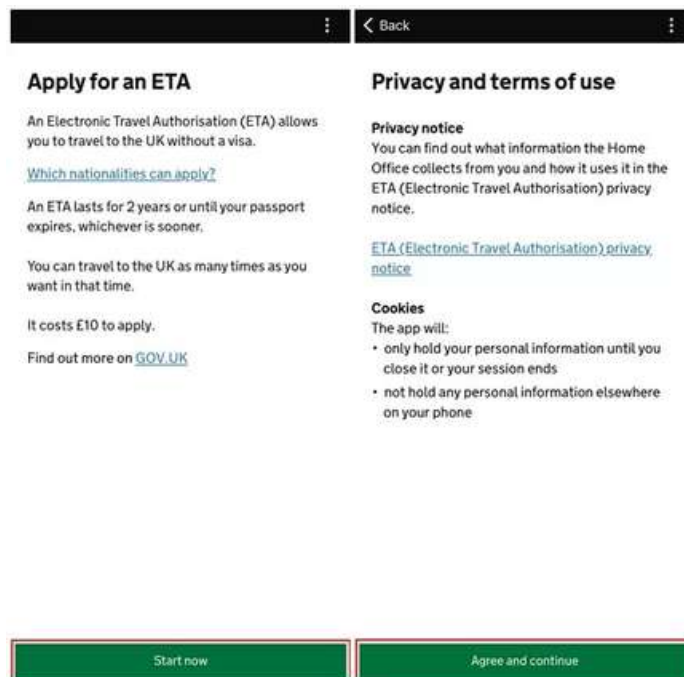 Apply for an ETA
An Electronic Travel Authorisation (ETA) allows
you to travel to the UK without a visa.
Which nationalities can apply?
An ETA lasts for 2 years or until your passport
expires, whichever is sooner.
You can travel to the UK as many times as you
want in that time.
It costs £10 to apply.
Find out more on GOV.UK
Start now
Back
Privacy and terms of use
Privacy notice
You can find out what information the Home
Office collects from you and how it uses it in the
ETA (Electronic Travel Authorisation) privacy
notice.
ETA (Electronic Travel Authorisation) privacy
notice
Cookies
The app will:
• only hold your personal information until you
close it or your session ends
• not hold any personal information elsewhere
on your phone
Agree and continue